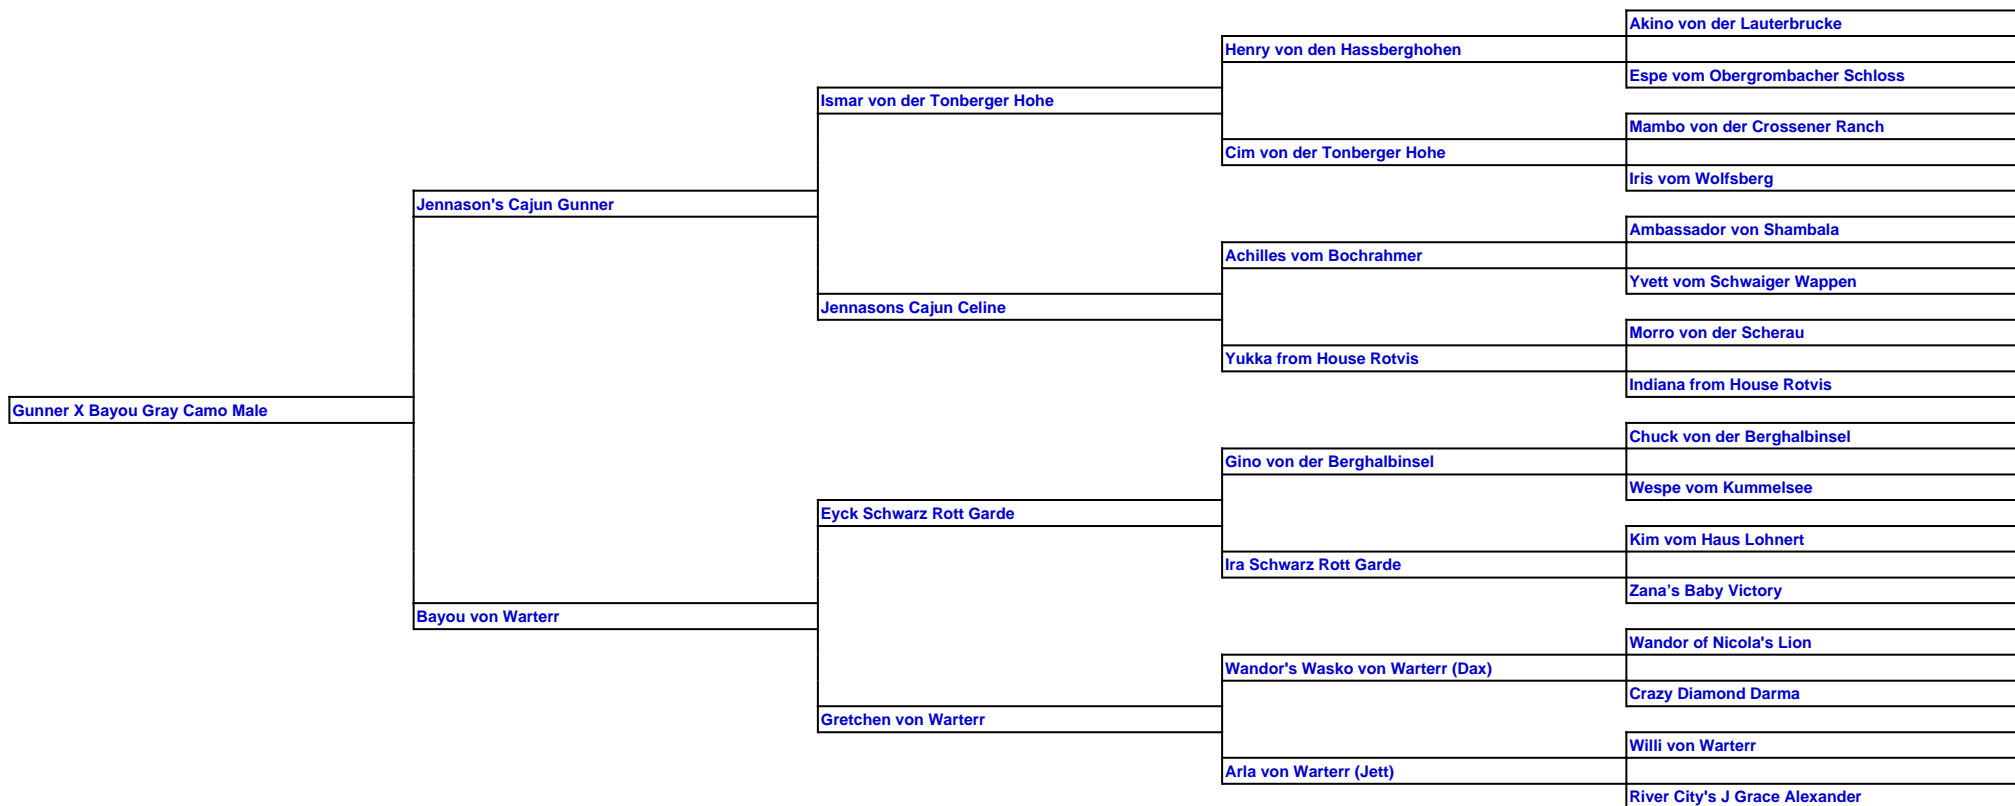 Akino von der Lauterbrucke
Henry von den Hassberghohen
Espe vom Obergrombacher Schloss
Ismar von der Tonberger Hohe
Mambo von der Crossener Ranch
Cim von der Tonberger Hohe
Iris vom Wolfsberg
Jennason's Cajun Gunner
Ambassador von Shambala
Achilles vom Bochrahmer
Yvett vom Schwaiger Wappen
Jennasons Cajun Celine
Morro von der Scherau
Yukka from House Rotvis
Indiana from House Rotvis
Gunner X Bayou Gray Camo Male
Chuck von der Berghalbinsel
Gino von der Berghalbinsel
Wespe vom Kummelsee
Eyck Schwarz Rott Garde
Kim vom Haus Lohnert
Ira Schwarz Rott Garde
Zana’s Baby Victory
Bayou von Warterr
Wandor of Nicola's Lion
Wandor's Wasko von Warterr (Dax)
Crazy Diamond Darma
Gretchen von Warterr
Willi von Warterr
Arla von Warterr (Jett)
River City's J Grace Alexander